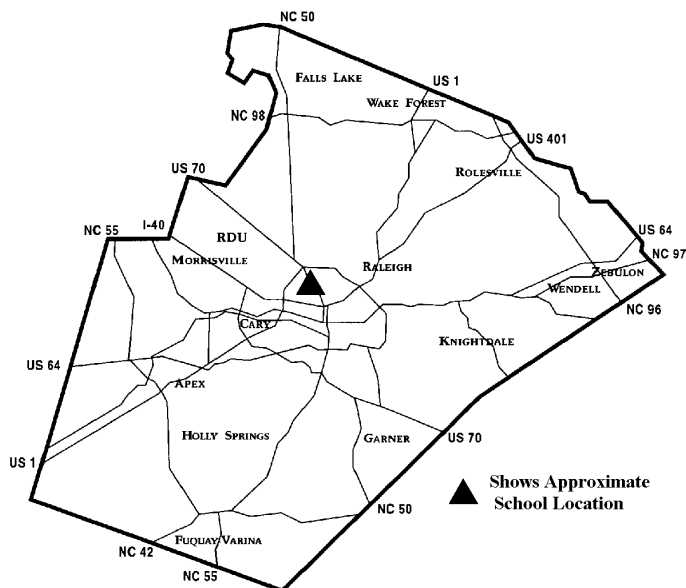 NC 50
FALLS LAKE
US 1
WAKE FOREST
NC 98
US 401
US 70
ROLESVILLE
NC 55
I-40
RDU
US 64
MORRISVILLE
RALEIGH
NC 97
ZEBULON
WENDELL
NC 96
CARY
KNIGHTDALE
US 64
APEX
HOLLY SPRINGS
GARNER
US 70
US 1
Shows Approximate
School Location
NC 50
NC 42
FUQUAY-VARINA
NC 55